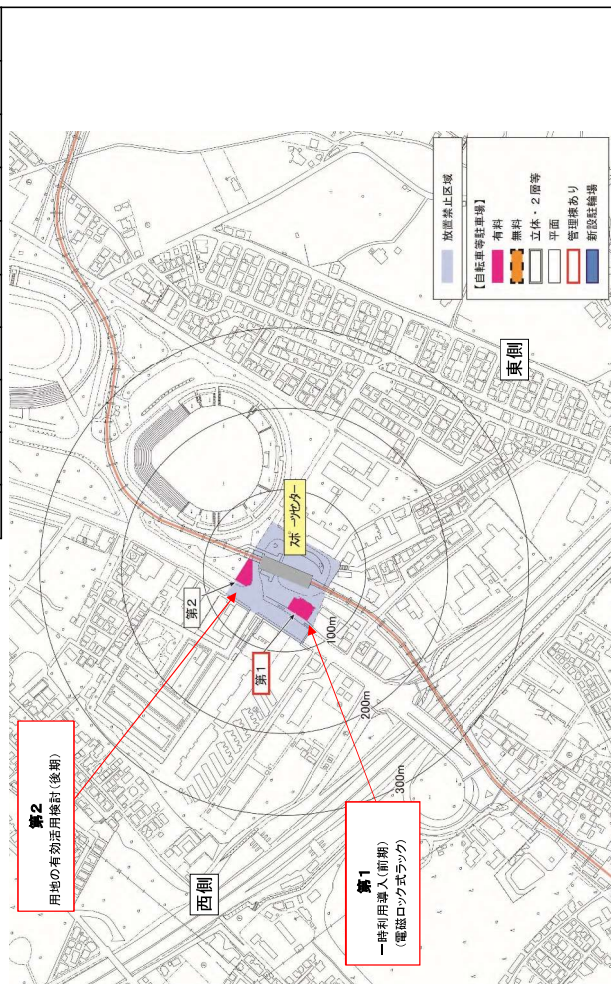 第2
用地の有効活用検討(後期)
西側
第1
一時利用導入(前期)
(電磁ロック式ラック)
第2
第1
スポーツセンター
100m
200m
300m
東側
放置禁止区域
【自転車等駐車場】
有料
無料
立体・2層等
平面
管理棟あり
新設駐輪場